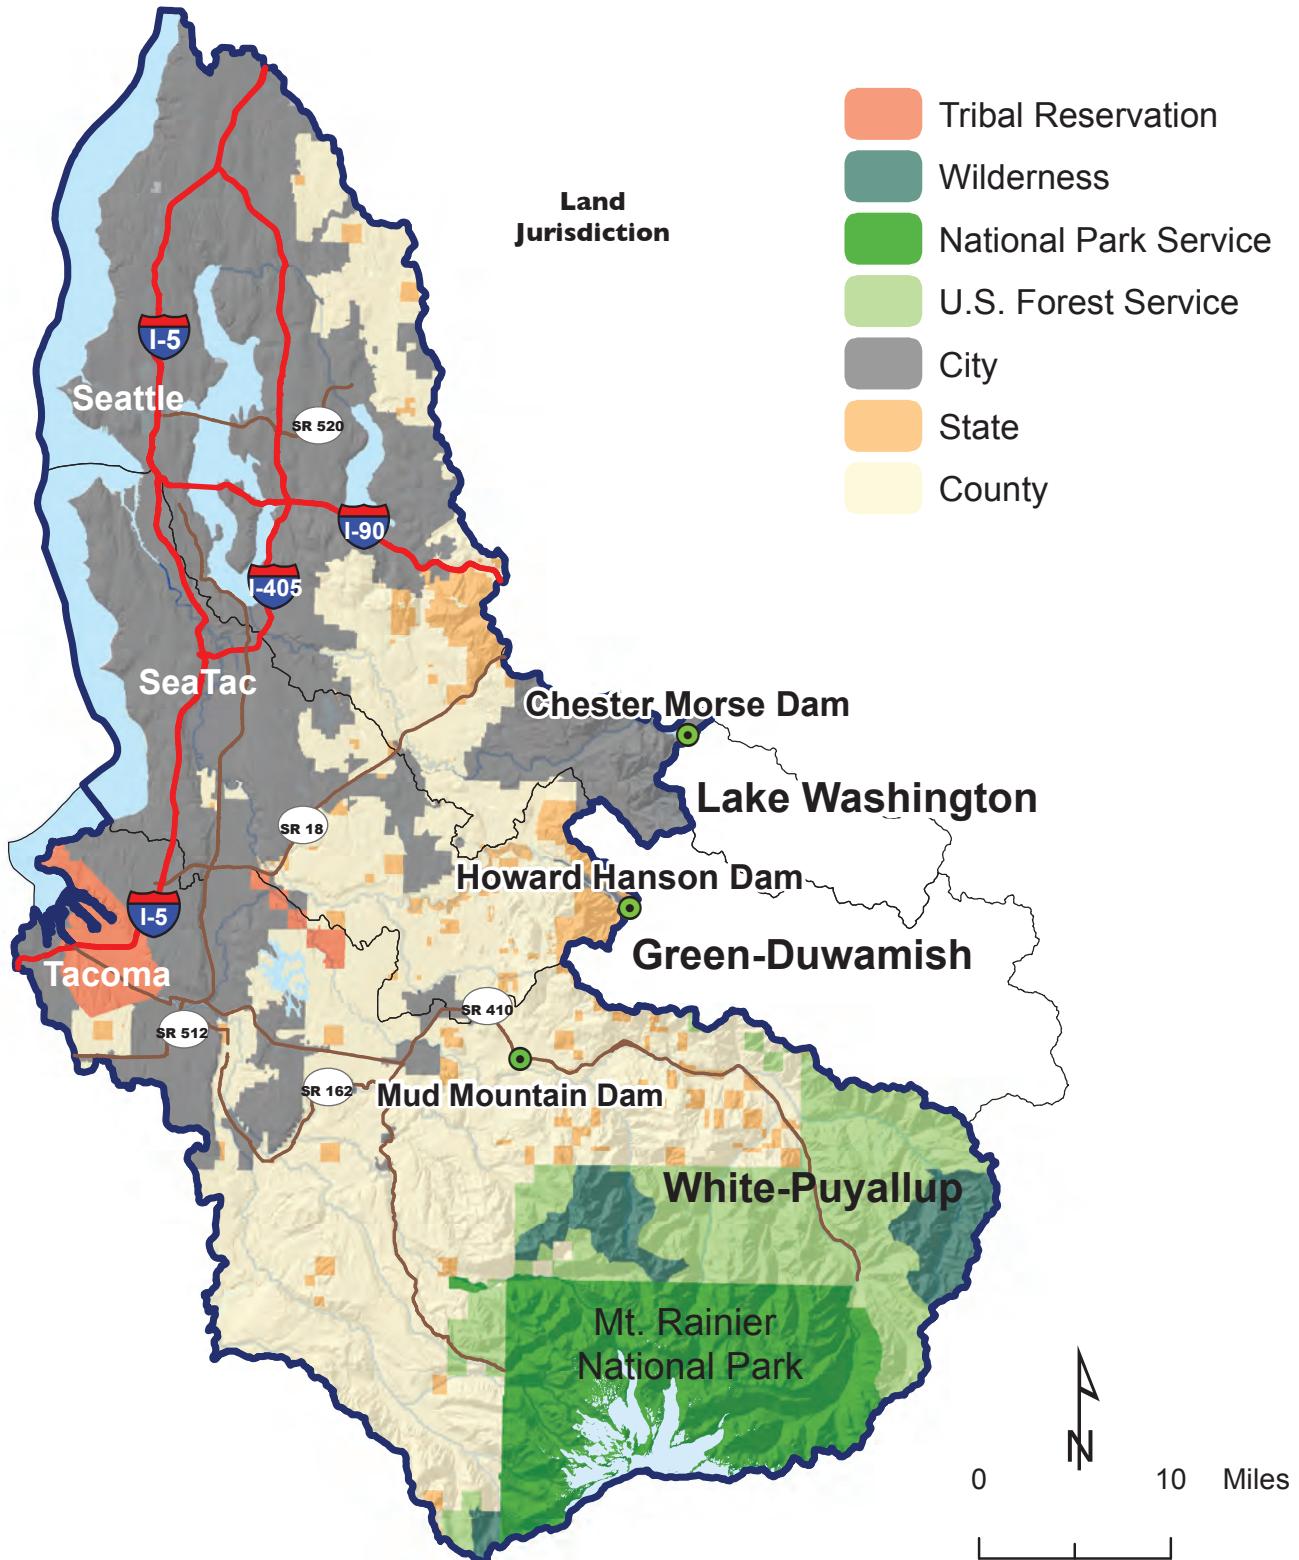 Tribal Reservation
Wilderness
National Park Service
U.S. Forest Service
City
State
County
Land
Jurisdiction
I-5
Seattle
SR 520
I-90
I-405
SeaTac
Chester Morse Dam
Lake Washington
SR 18
Howard Hanson Dam
I-5
Green-Duwamish
Tacoma
SR 410
SR 512
SR 162
Mud Mountain Dam
White-Puyallup
Mt. Rainier
National Park
N
0 10 Miles